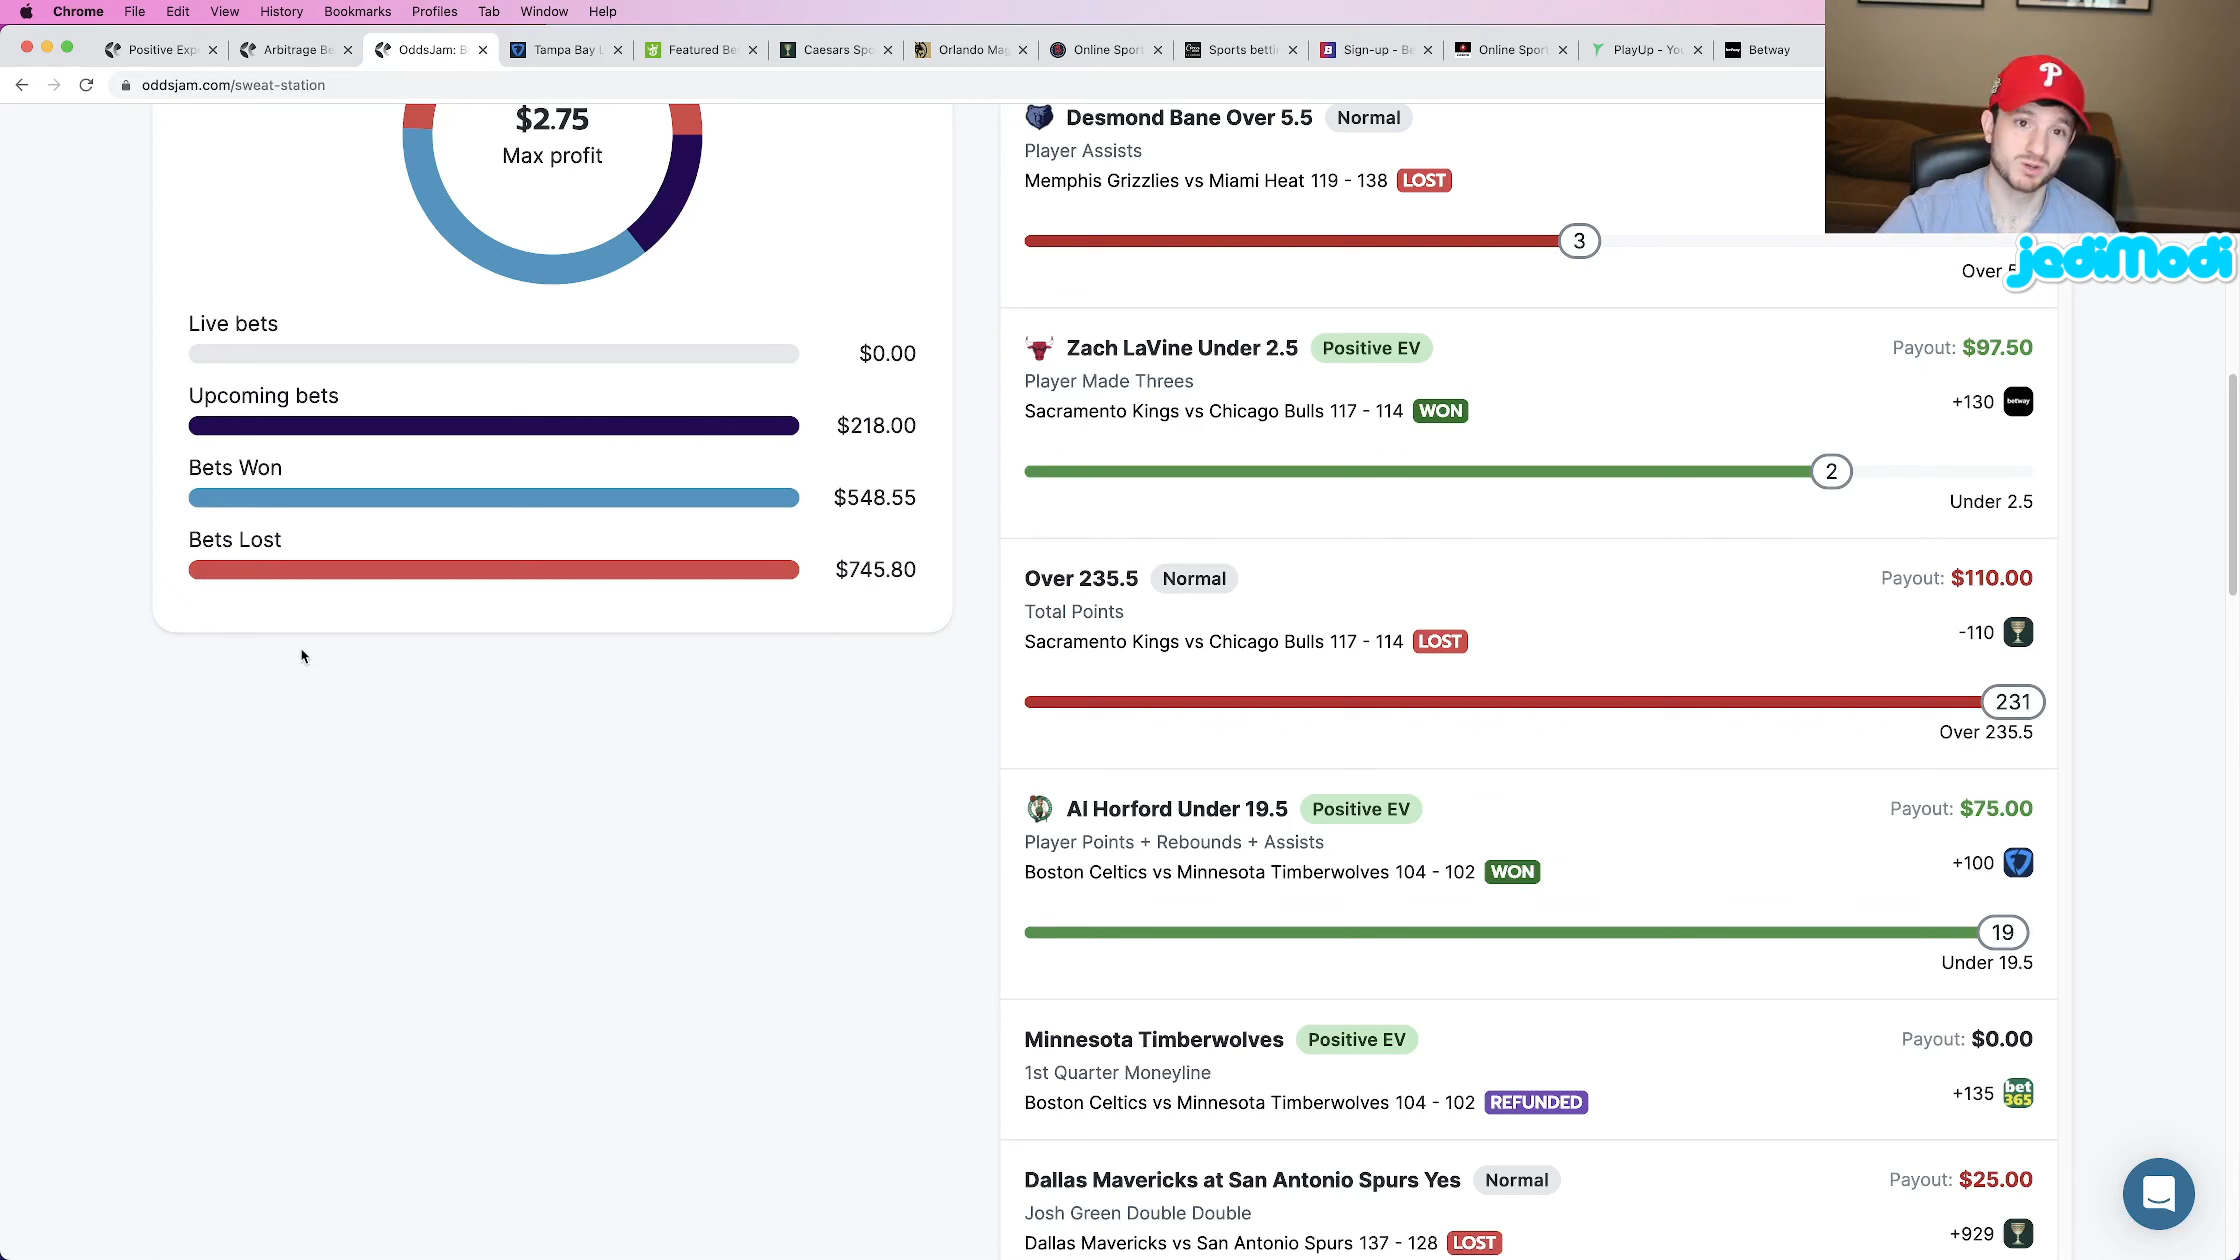 Chrome File Edit View History Bookmarks Profiles Tab Window Help
Positive Exp Arbitrage Be OddsJam: B Tampa Bay L Featured Be Caesars Spo Orlando Mag Online Sport Sports bettin Sign-up - Be Online Sport PlayUp - You Betway
oddsjam.com/sweat-station
$2.75
Max profit
Live bets
$0.00
Upcoming bets
$218.00
Bets Won
$548.55
Bets Lost
$745.80
Desmond Bane Over 5.5 Normal
Player Assists
Memphis Grizzlies vs Miami Heat 119 - 138 LOST
3
Over 5
jediModi
Zach LaVine Under 2.5 Positive EV Payout: $97.50
Player Made Threes
Sacramento Kings vs Chicago Bulls 117 - 114 WON +130 betway
2
Under 2.5
Over 235.5 Normal Payout: $110.00
Total Points
Sacramento Kings vs Chicago Bulls 117 - 114 LOST -110
231
Over 235.5
Al Horford Under 19.5 Positive EV Payout: $75.00
Player Points + Rebounds + Assists
Boston Celtics vs Minnesota Timberwolves 104 - 102 WON +100
19
Under 19.5
Minnesota Timberwolves Positive EV Payout: $0.00
1st Quarter Moneyline
Boston Celtics vs Minnesota Timberwolves 104 - 102 REFUNDED +135 bet365
Dallas Mavericks at San Antonio Spurs Yes Normal Payout: $25.00
Josh Green Double Double
Dallas Mavericks vs San Antonio Spurs 137 - 128 LOST +929